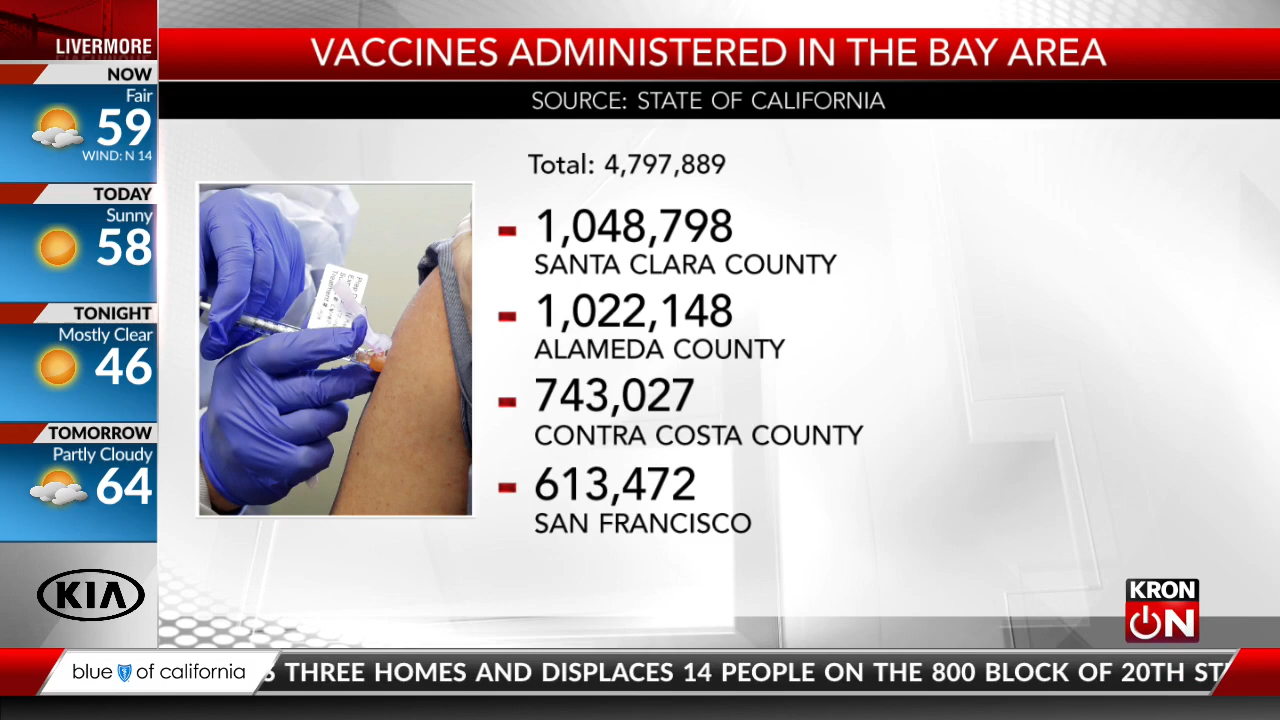 LIVERMORE
NOW
Fair
59
WIND: N 14
TODAY
Sunny
58
TONIGHT
Mostly Clear
46
TOMORROW
Partly Cloudy
64
KIA
VACCINES ADMINISTERED IN THE BAY AREA
SOURCE: STATE OF CALIFORNIA
Total: 4,797,889
1,048,798
SANTA CLARA COUNTY
1,022,148
ALAMEDA COUNTY
743,027
CONTRA COSTA COUNTY
613,472
SAN FRANCISCO
KRON
ON
blue of california
THREE HOMES AND DISPLACES 14 PEOPLE ON THE 800 BLOCK OF 20TH